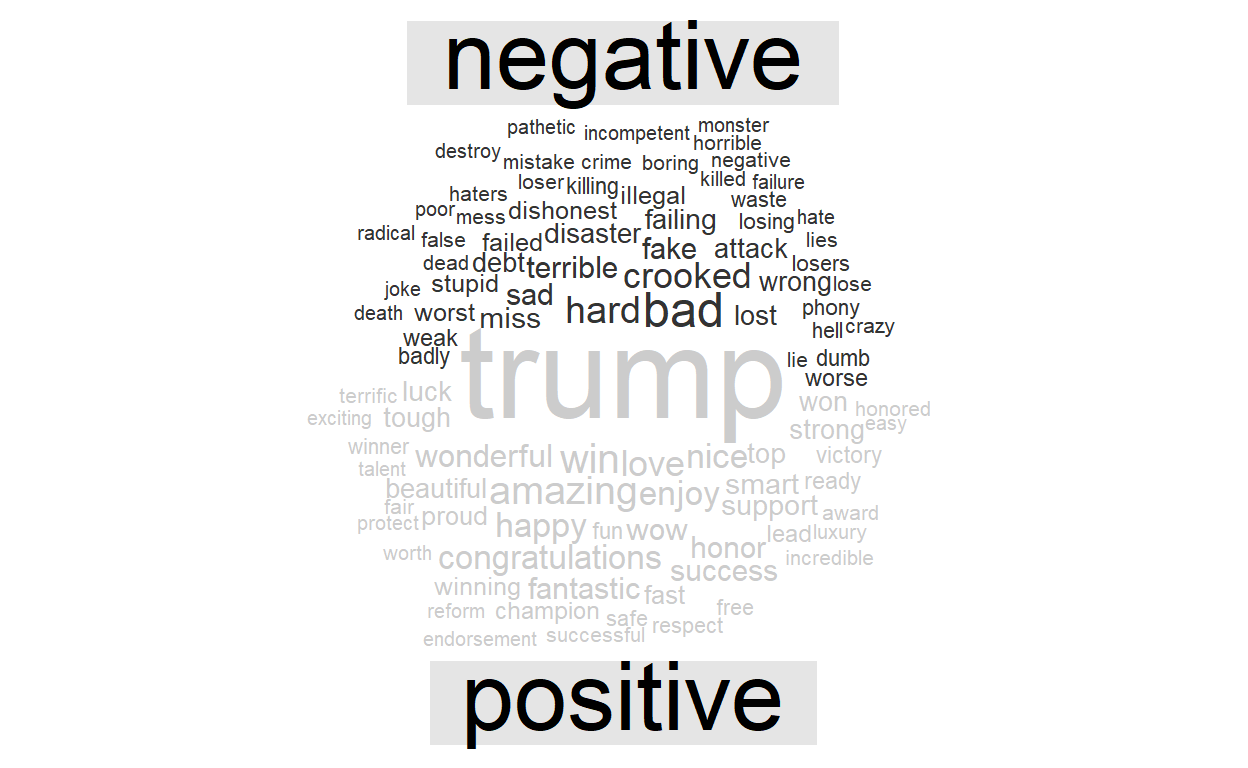 negative
pathetic incompetent monster
destroy horrible
mistake crime boring negative
loser killing killed failure
haters illegal waste
poor mess dishonest failing losing hate
radical false failed disaster fake attack lies
dead debt terrible crooked wrong losers
joke stupid sad lose
death worst miss hard bad lost phony
weak hell crazy
badly trump lie dumb
worse
terrific luck won honored
exciting tough strong easy
winner wonderful win love nice top victory
talent
beautiful amazing enjoy smart ready
fair proud support award
protect happy fun wow lead luxury
worth congratulations honor incredible
success
winning fantastic fast
reform champion safe free
endorsement successful respect
positive